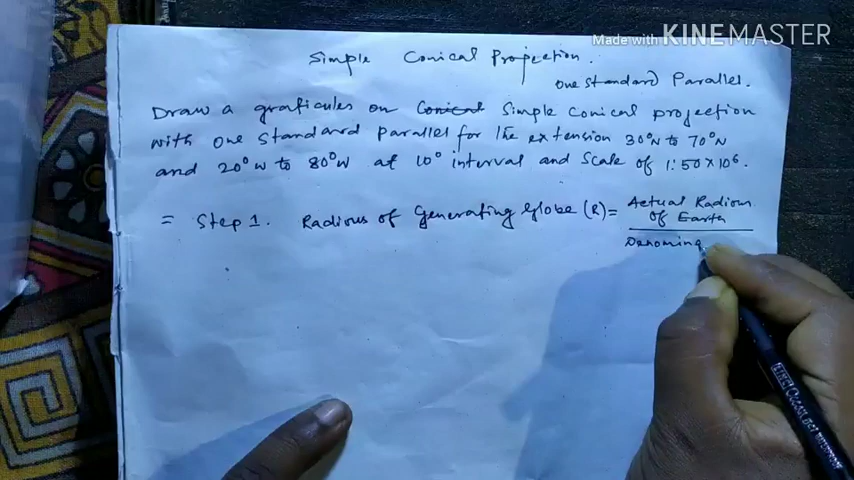 Made with KINEMASTER
Simple Conical Projection.
One Standard Parallel.
Draw a graficules on Conical Simple Conical projection
with One Standard Parallel for the extension 30°N to 70°N
and 20°W to 80°W at 10° interval and Scale of 1:50×10⁶.
= Step 1. Radious of Generating Globe (R) = Actual Radious
of Earth
Denomina